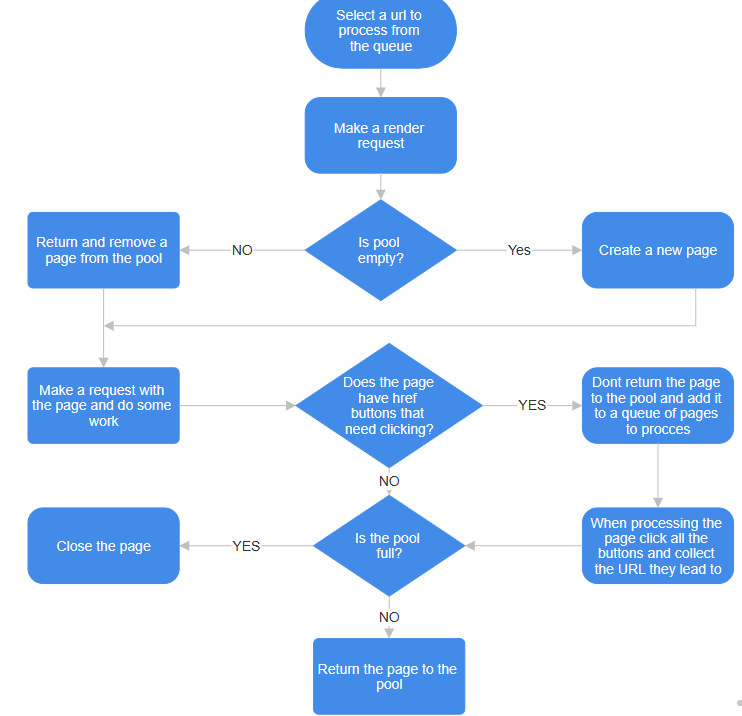 Select a url to
process from
the queue
Make a render
request
Is pool
empty?
NO
Yes
Return and remove a
page from the pool
Create a new page
Make a request with
the page and do some
work
Does the page
have href
buttons that
need clicking?
YES
Dont return the page
to the pool and add it
to a queue of pages
to procces
NO
Close the page
YES
Is the pool
full?
When processing the
page click all the
buttons and collect
the URL they lead to
NO
Return the page to the
pool